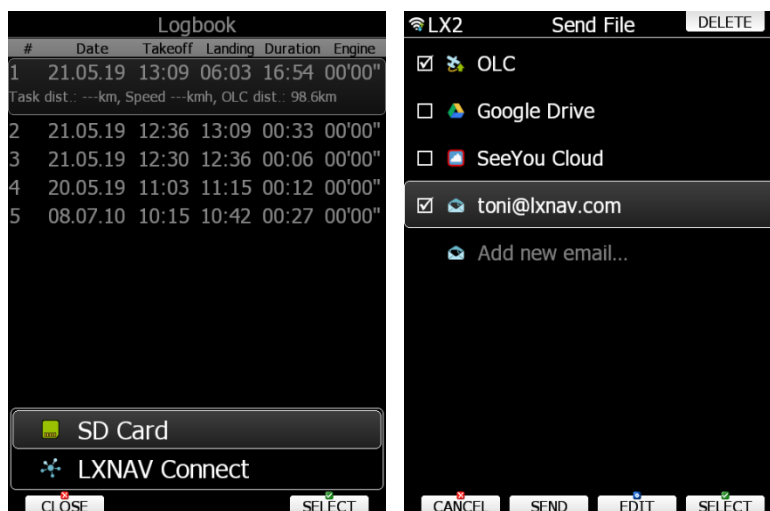 Logbook
# Date Takeoff Landing Duration Engine
1 21.05.19 13:09 06:03 16:54 00'00"
Task dist.: ---km, Speed ---kmh, OLC dist.: 98.6km
2 21.05.19 12:36 13:09 00:33 00'00"
3 21.05.19 12:30 12:36 00:06 00'00"
4 20.05.19 11:03 11:15 00:12 00'00"
5 08.07.10 10:15 10:42 00:27 00'00"
SD Card
LXNAV Connect
CLOSE SELECT
LX2 Send File DELETE
OLC
Google Drive
SeeYou Cloud
toni@lxnav.com
Add new email...
CANCEL SEND EDIT SELECT